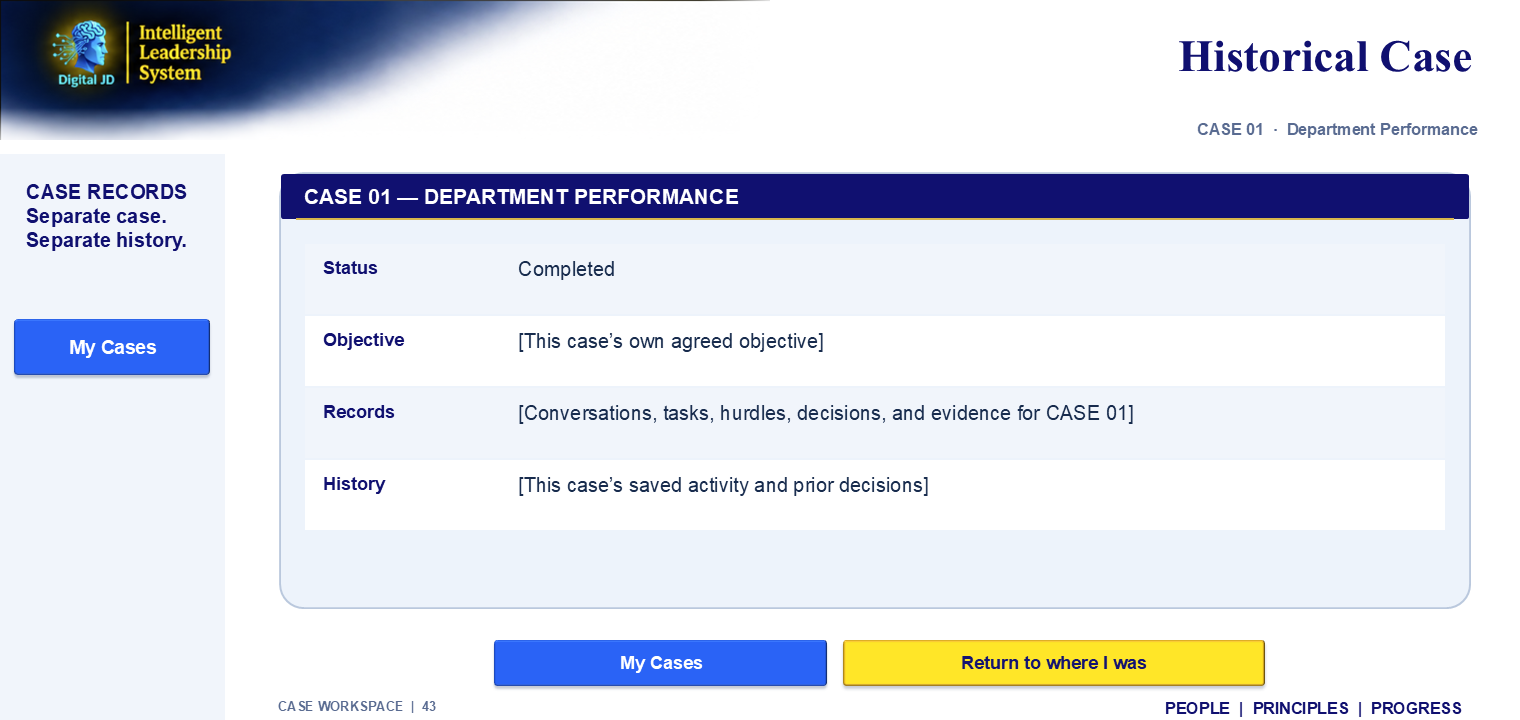 Intelligent
Leadership
System
Digital JD
Historical Case
CASE 01 · Department Performance
CASE RECORDS
Separate case.
Separate history.
My Cases
CASE 01 — DEPARTMENT PERFORMANCE
Status Completed
Objective [This case’s own agreed objective]
Records [Conversations, tasks, hurdles, decisions, and evidence for CASE 01]
History [This case’s saved activity and prior decisions]
My Cases
Return to where I was
CASE WORKSPACE | 43
PEOPLE | PRINCIPLES | PROGRESS